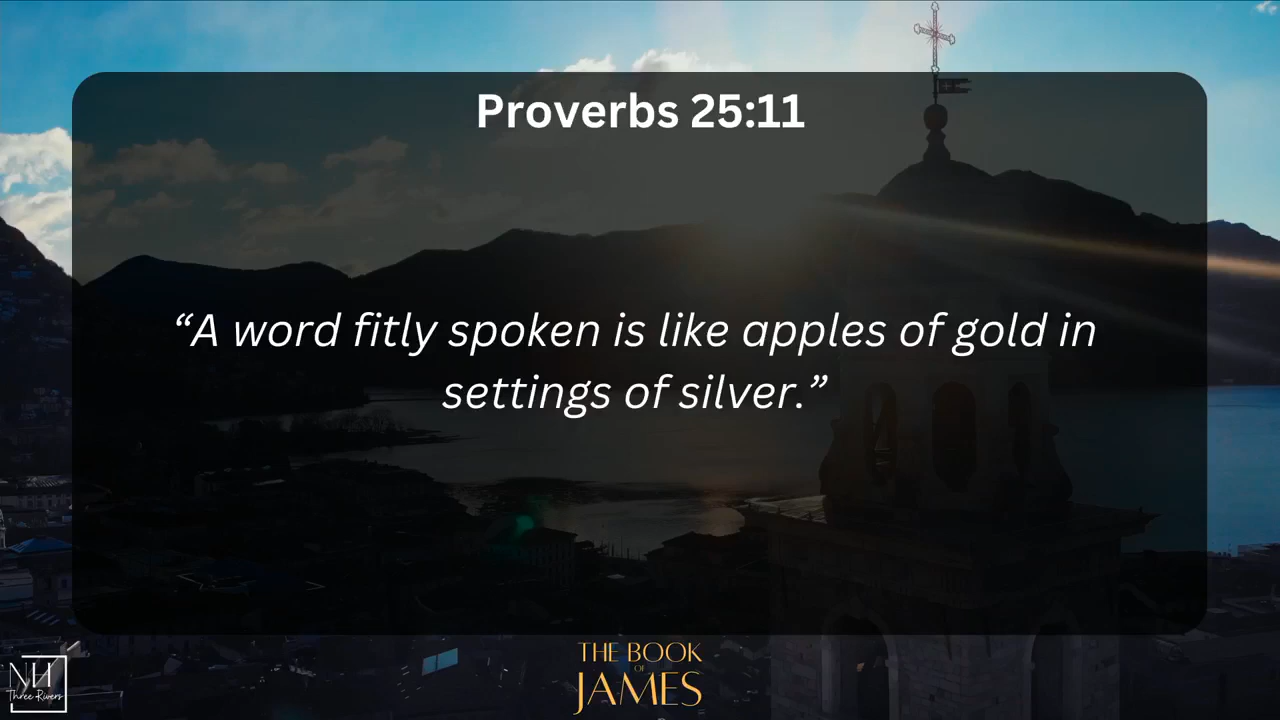 Proverbs 25:11
“A word fitly spoken is like apples of gold in
settings of silver.”
THE BOOK
OF
JAMES
NH
Three Rivers